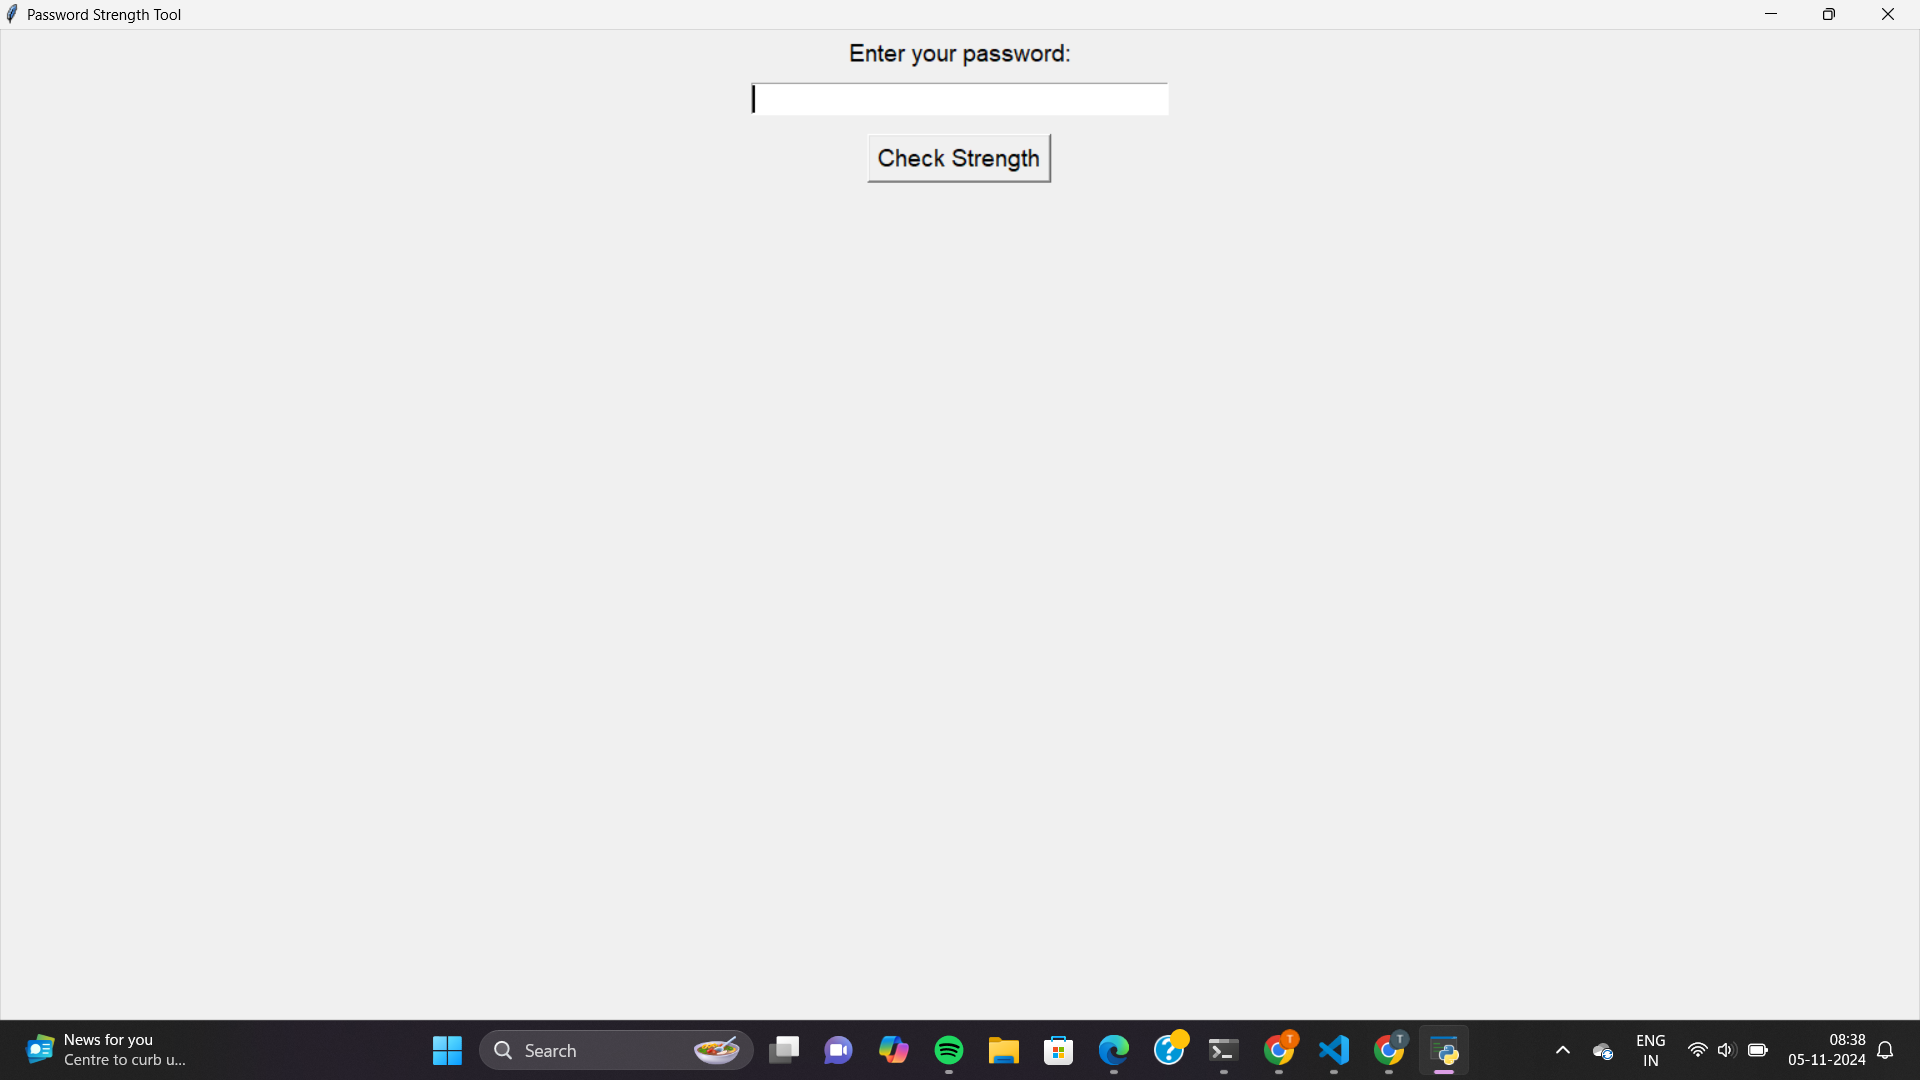 Password Strength Tool
Enter your password:
Check Strength
News for you
Centre to curb u...
Search
T
T
ENG
IN
08:38
05-11-2024